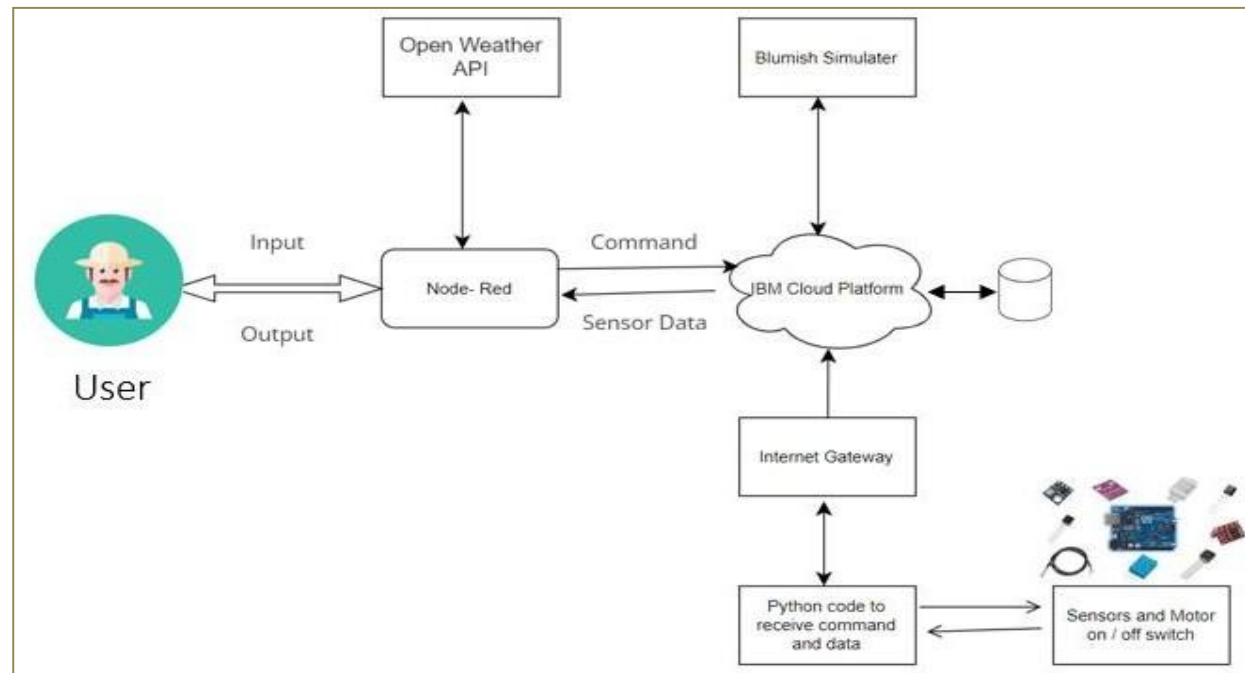 Open Weather
API
Blumish Simulater
Input
Command
Node- Red
IBM Cloud Platform
Output
Sensor Data
User
Internet Gateway
Python code to
receive command
and data
Sensors and Motor
on / off switch